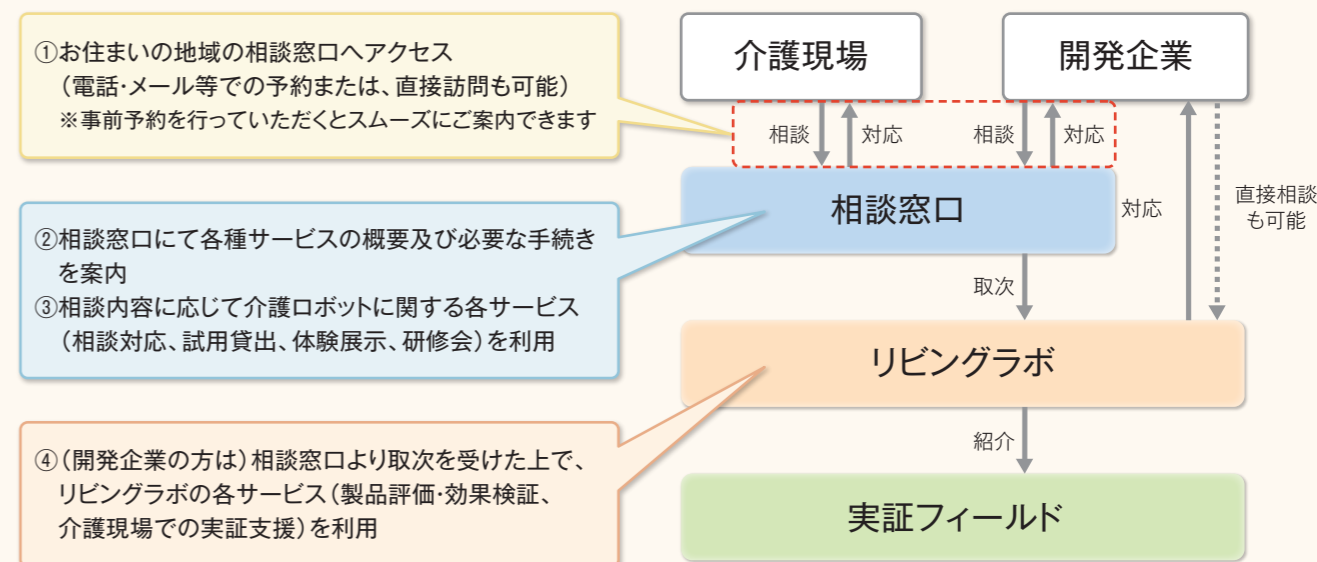 ①お住まいの地域の相談窓口へアクセス
（電話・メール等での予約または、直接訪問も可能）
※事前予約を行っていただくとスムーズにご案内できます
②相談窓口にて各種サービスの概要及び必要な手続き
を案内
③相談内容に応じて介護ロボットに関する各サービス
（相談対応、試用貸出、体験展示、研修会）を利用
④（開発企業の方は）相談窓口より取次を受けた上で、
リビングラボの各サービス（製品評価・効果検証、
介護現場での実証支援）を利用
介護現場
開発企業
相談
対応
相談
対応
相談窓口
対応
直接相談
も可能
取次
リビングラボ
紹介
実証フィールド